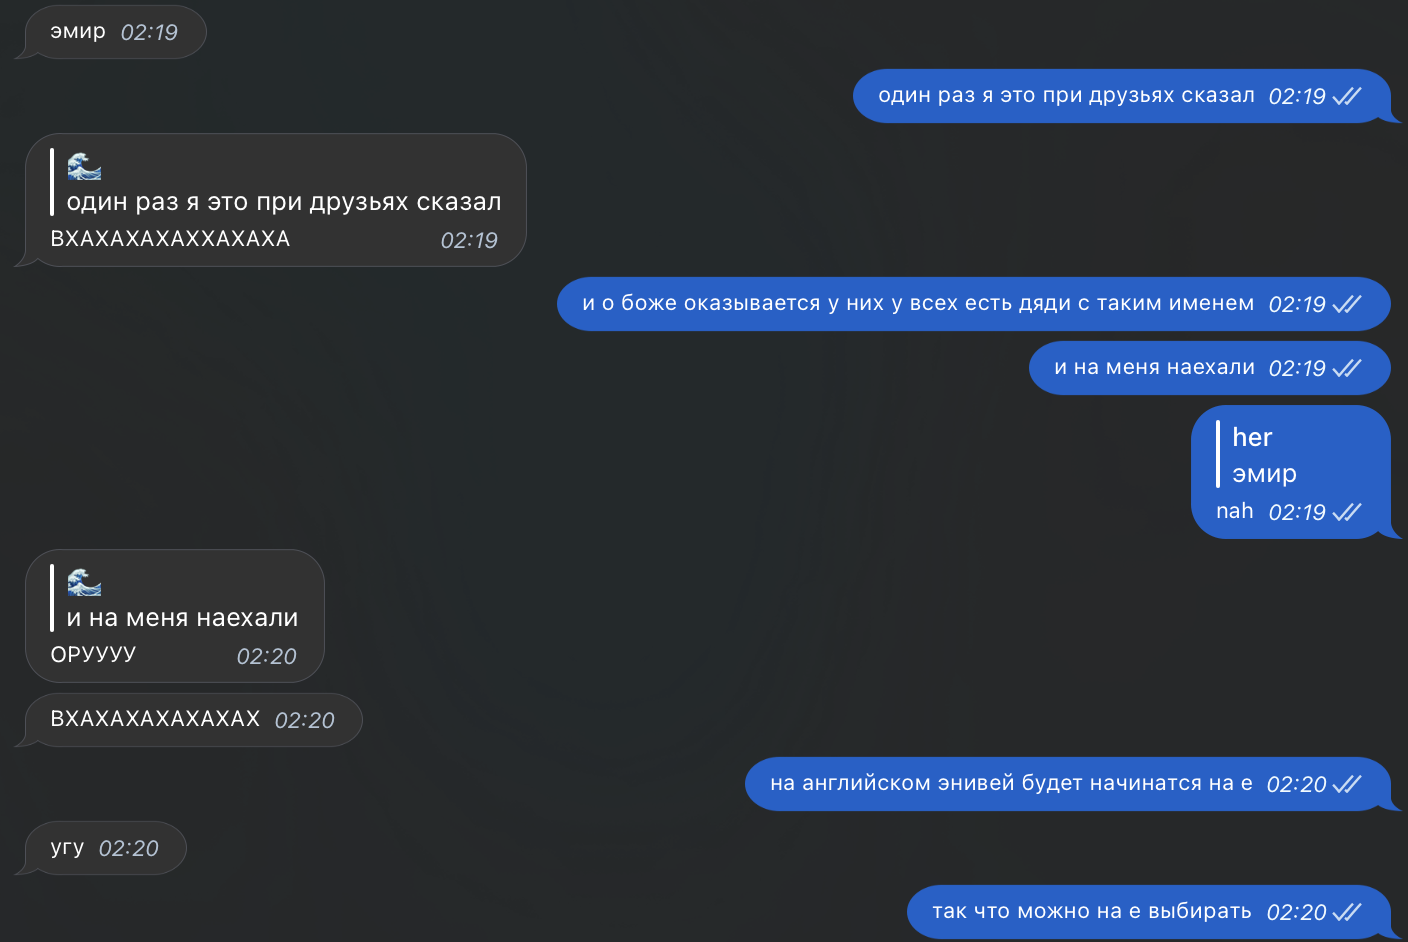 эмир 02:19
один раз я это при друзьях сказал 02:19
🌊
один раз я это при друзьях сказал
ВХАХАХАХАХХАХАХА 02:19
и о боже оказывается у них у всех есть дяди с таким именем 02:19
и на меня наехали 02:19
her
эмир
nah 02:19
🌊
и на меня наехали
ОРУУУУ 02:20
ВХАХАХАХАХАХАХ 02:20
на английском энивей будет начинатся на е 02:20
угу 02:20
так что можно на е выбирать 02:20